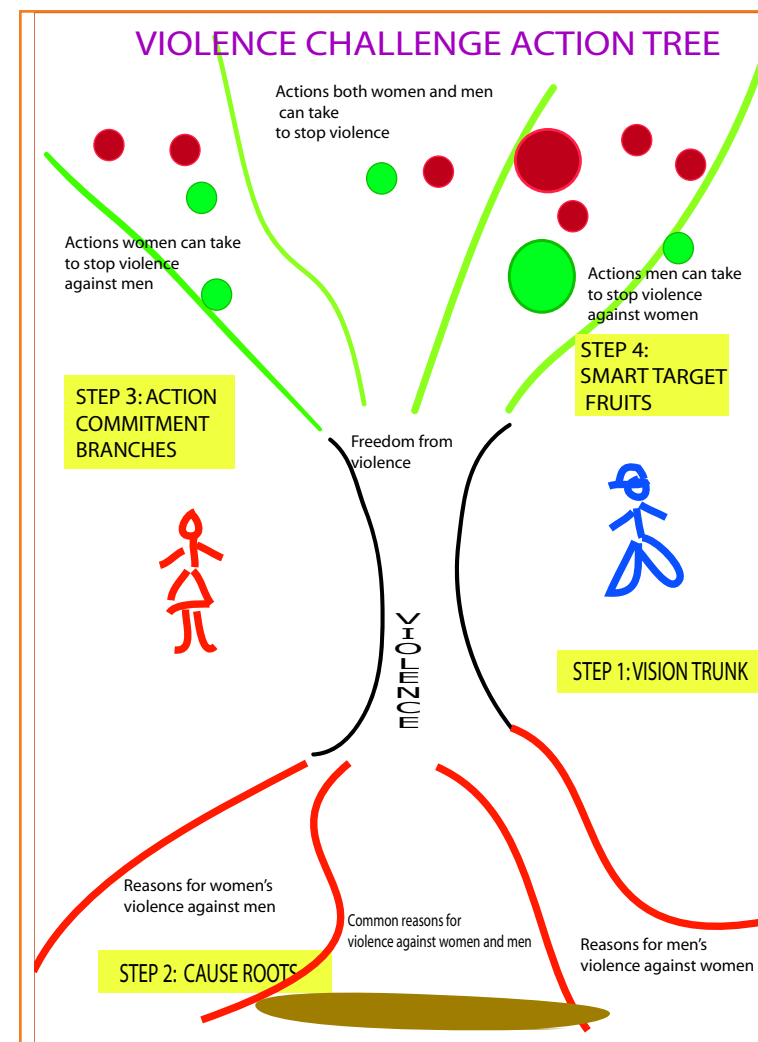 VIOLENCE CHALLENGE ACTION TREE
Actions both women and men
can take
to stop violence
Actions women can take
to stop violence
against men
Actions men can take
to stop violence
against women
STEP 4:
SMART TARGET
FRUITS
STEP 3: ACTION
COMMITMENT
BRANCHES
Freedom from
violence
VIOLENCE
STEP 1: VISION TRUNK
Reasons for women’s
violence against men
Common reasons for
violence against women and men
Reasons for men’s
violence against women
STEP 2: CAUSE ROOTS